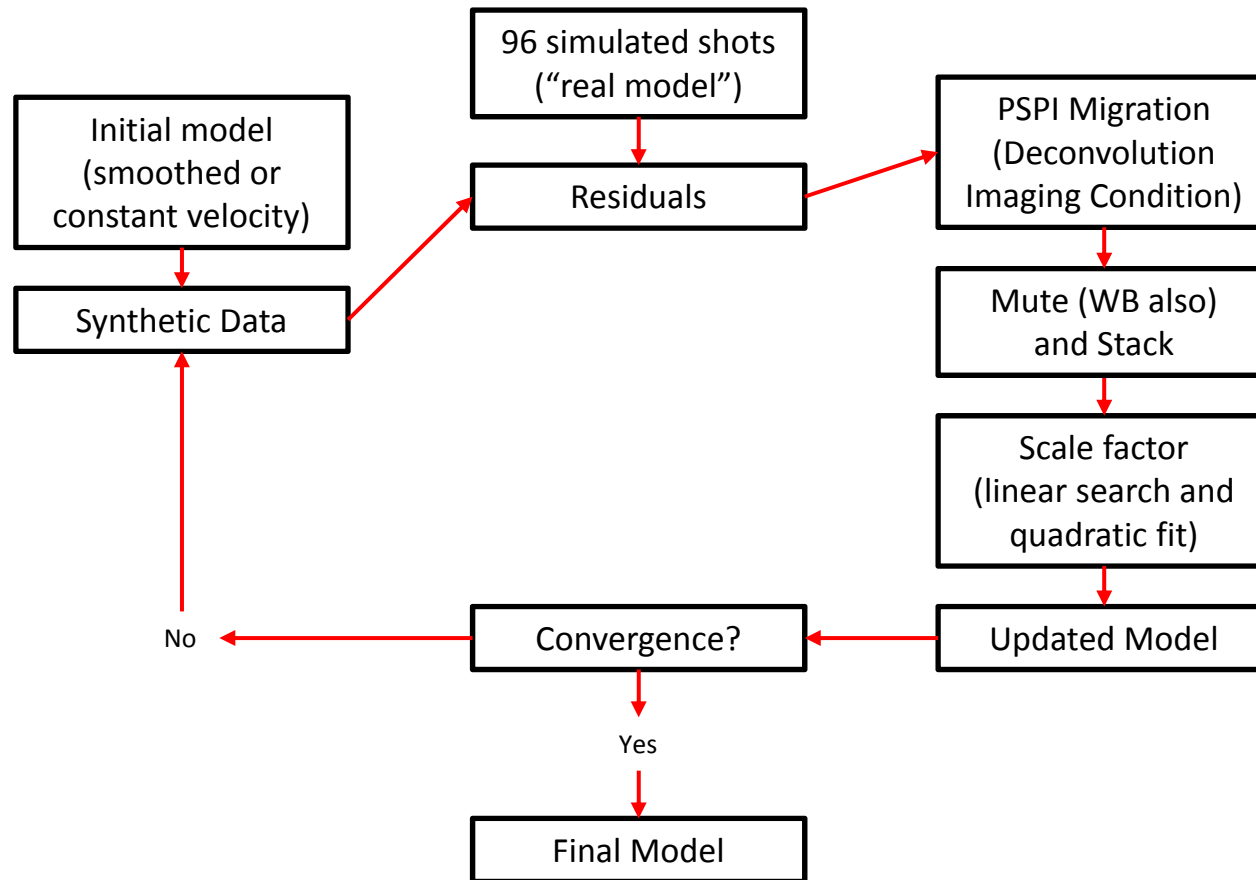 96 simulated shots
(“real model”)
Initial model
(smoothed or
constant velocity)
Residuals
PSPI Migration
(Deconvolution
Imaging Condition)
Synthetic Data
Mute (WB also)
and Stack
Scale factor
(linear search and
quadratic fit)
Updated Model
Convergence?
No
Yes
Final Model